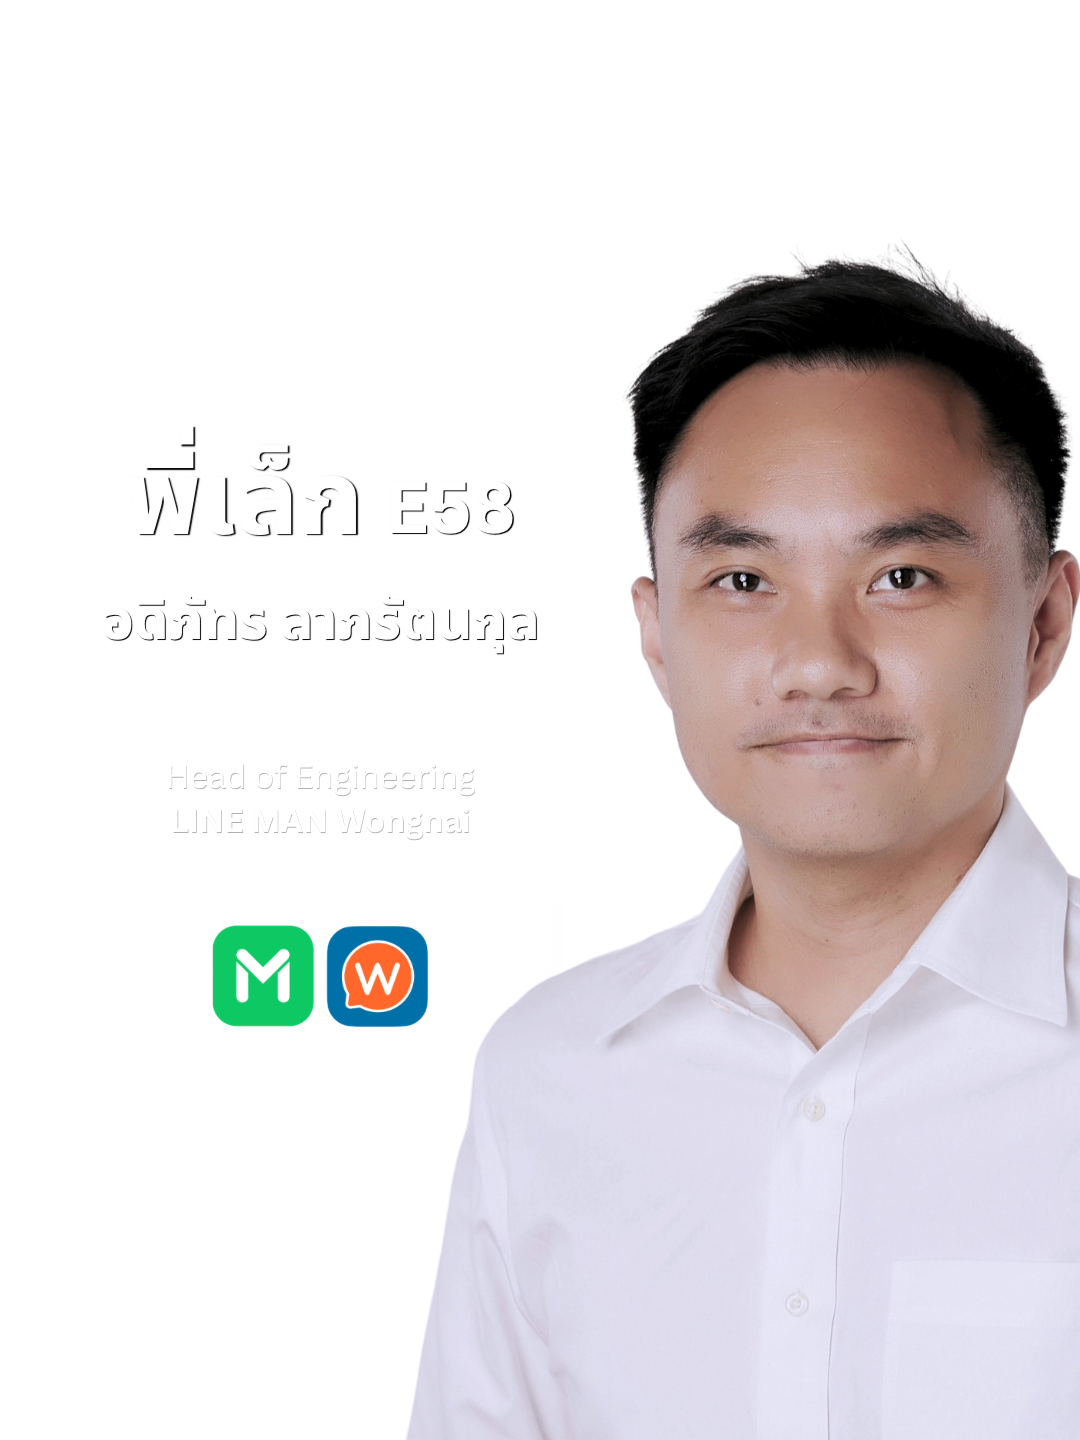 พี่เล็ก E58
อดิภัทร ลาภรัตนกุล
Head of Engineering
LINE MAN Wongnai